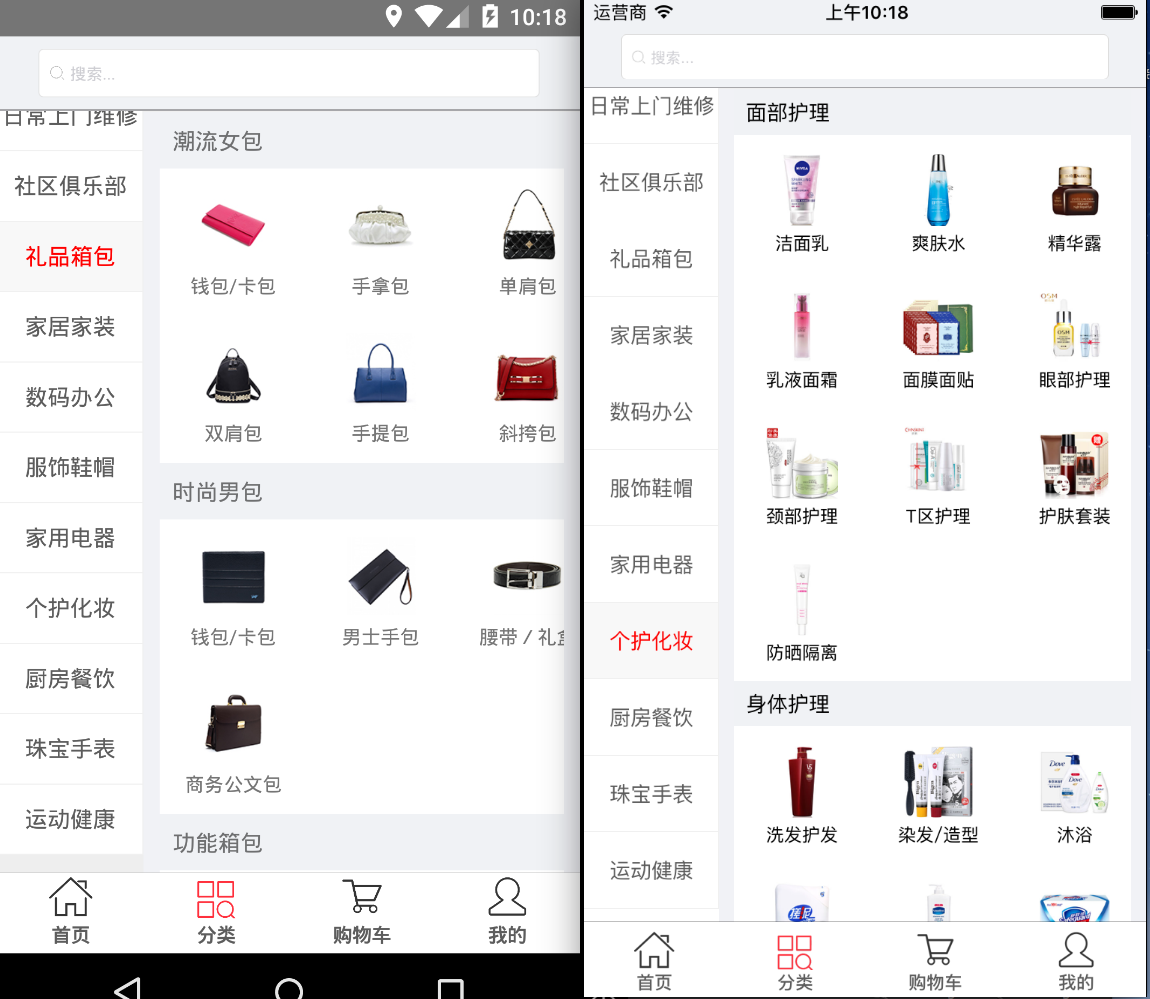 10:18
搜索...
日常上门维修
社区俱乐部
礼品箱包
家居家装
数码办公
服饰鞋帽
家用电器
个护化妆
厨房餐饮
珠宝手表
运动健康
潮流女包
钱包/卡包 手拿包 单肩包
双肩包 手提包 斜挎包
时尚男包
钱包/卡包 男士手包 腰带 / 礼盒
商务公文包
功能箱包
首页 分类 购物车 我的
运营商 上午10:18
搜索...
日常上门维修
社区俱乐部
礼品箱包
家居家装
数码办公
服饰鞋帽
家用电器
个护化妆
厨房餐饮
珠宝手表
运动健康
面部护理
NIVEA
洁面乳 爽肤水 精华露
OSM
OSM
乳液面霜 面膜面贴 眼部护理
赠
颈部护理 T区护理 护肤套装
防晒隔离
身体护理
Dove
Dove
洗发护发 染发/造型 沐浴
首页 分类 购物车 我的